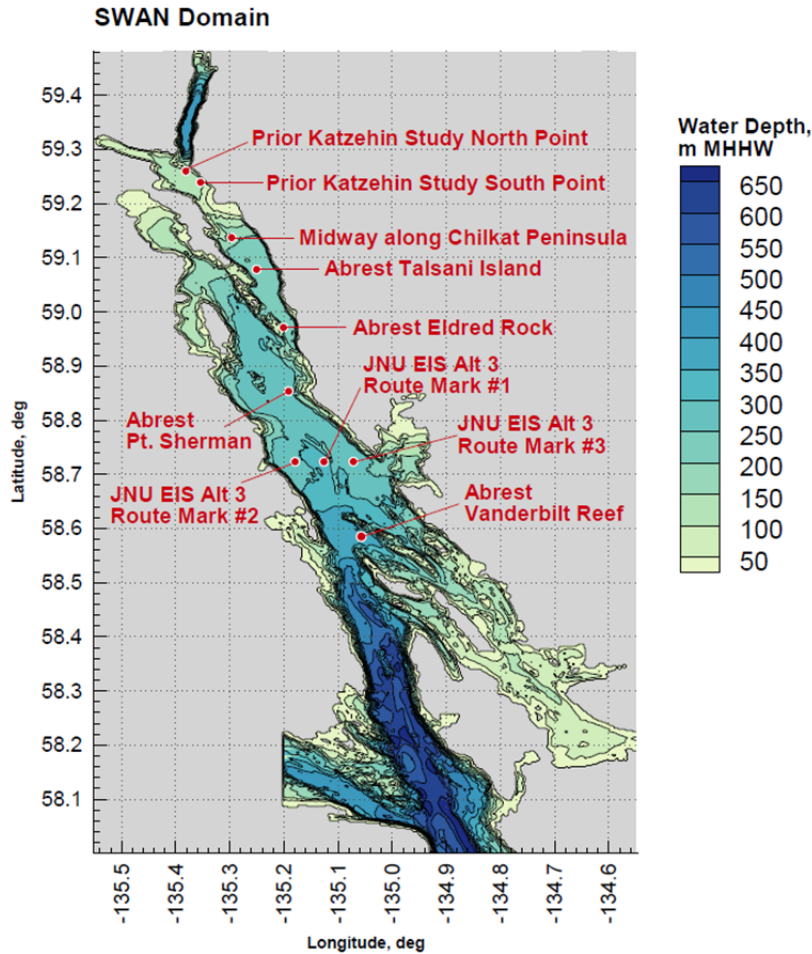 SWAN Domain
59.4
59.3
59.2
59.1
59.0
58.9
58.8
58.7
58.6
58.5
58.4
58.3
58.2
58.1
Latitude, deg
Prior Katzehin Study North Point
Prior Katzehin Study South Point
Midway along Chilkat Peninsula
Abrest Talsani Island
Abrest Eldred Rock
JNU EIS Alt 3
Route Mark #1
Abrest
Pt. Sherman
JNU EIS Alt 3
Route Mark #3
JNU EIS Alt 3
Route Mark #2
Abrest
Vanderbilt Reef
-135.5
-135.4
-135.3
-135.2
-135.1
-135.0
-134.9
-134.8
-134.7
-134.6
Longitude, deg
Water Depth,
m MHHW
650
600
550
500
450
400
350
300
250
200
150
100
50